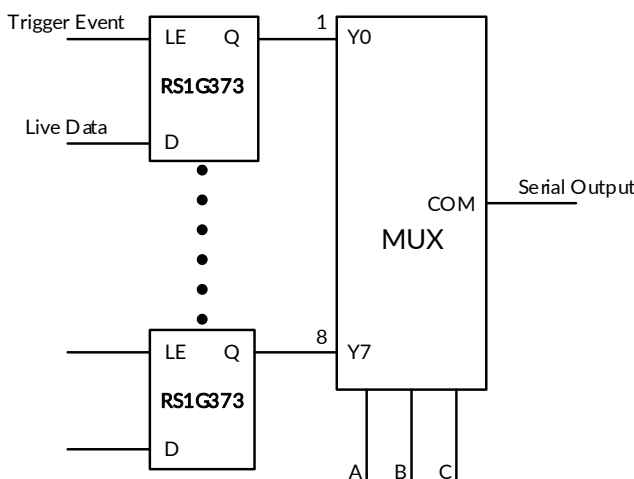 Trigger Event
LE Q
1
Y0
RS1G373
Live Data
D
COM
Serial Output
MUX
LE Q
8
Y7
RS1G373
D
A B C